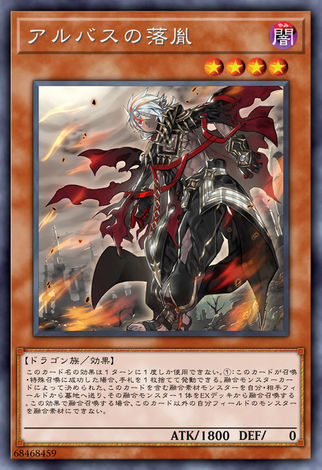 アルバスの落胤
やみ
闇
【ドラゴン族／効果】
このカード名の効果は１ターンに１度しか使用できない。①：このカードが召喚
・特殊召喚に成功した場合、手札を１枚捨てて発動できる。融合モンスターカー
ドによって決められた、このカードを含む融合素材モンスターを自分・相手フ
ィールドから墓地へ送り、その融合モンスター１体をEXデッキから融合召喚する。
この効果で融合召喚する場合、このカード以外の自分フィールドのモンスター
を融合素材にできない。
ATK/1800 DEF/ 0
68468459